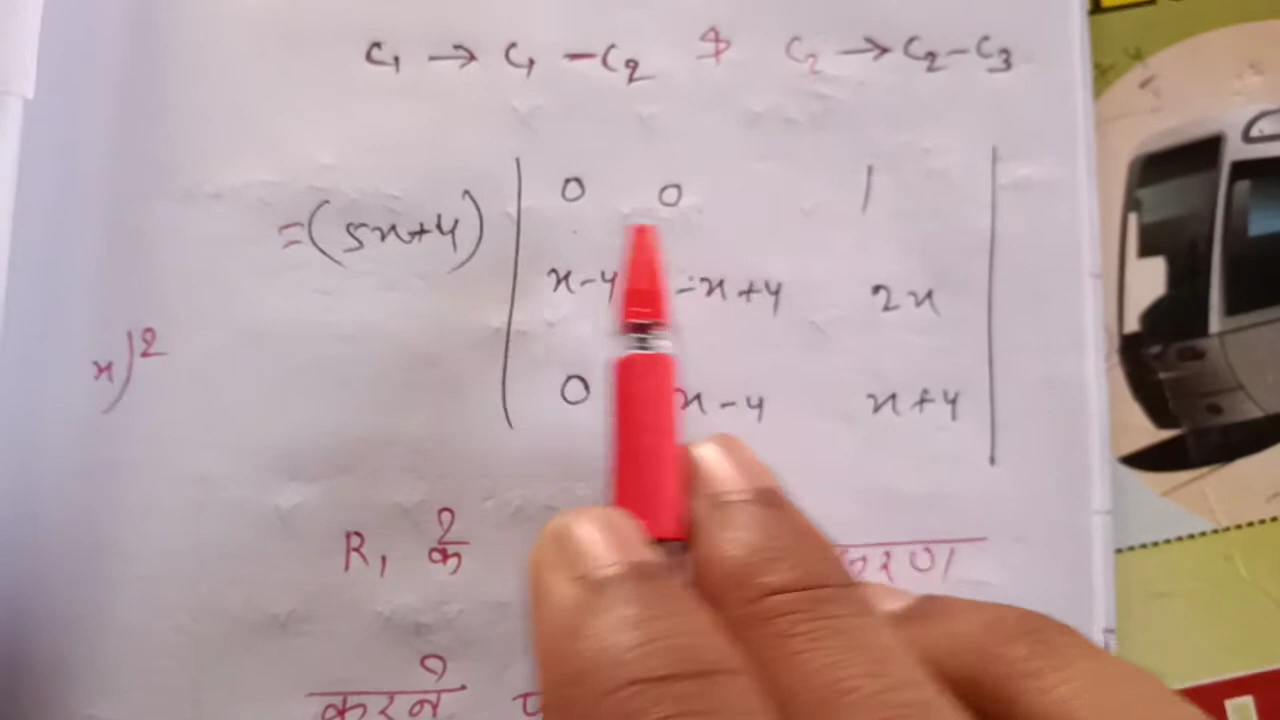 C₁ → C₁ - C₂ $ C₂ → C₂ - C₃
0 0 1
= (5x+4)
x-4 -x+4 2x
x)²
0 x-4 x+4
R₁ के
करने